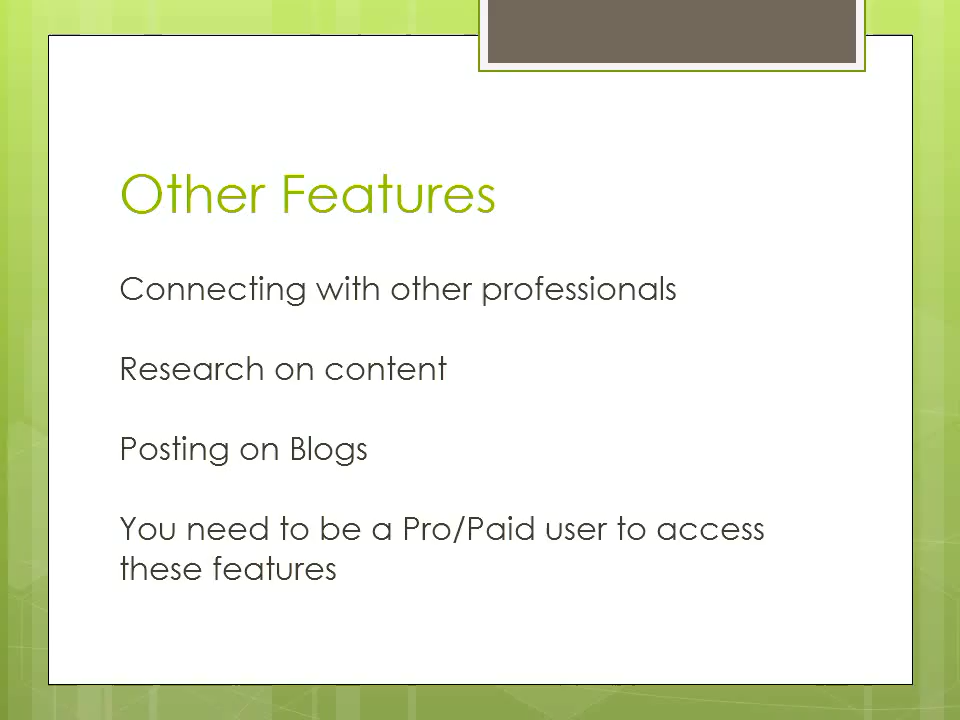 Other Features
Connecting with other professionals
Research on content
Posting on Blogs
You need to be a Pro/Paid user to access
these features